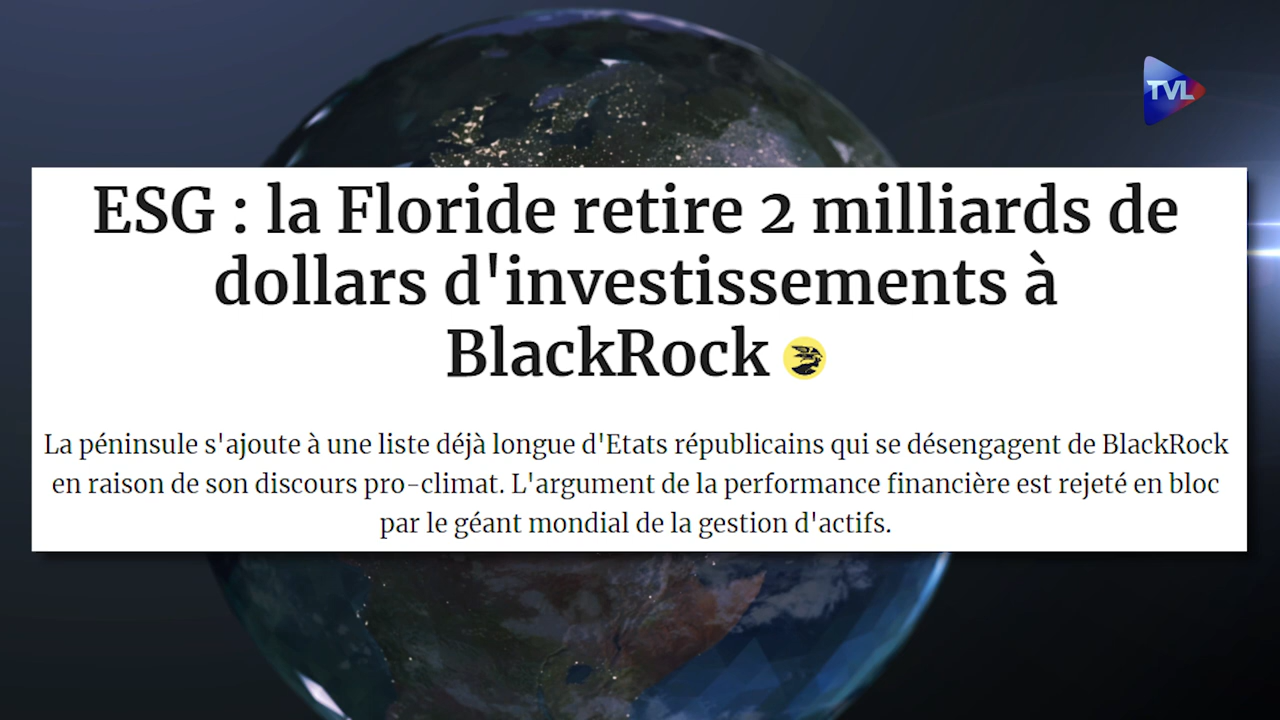 TVL
ESG : la Floride retire 2 milliards de
dollars d'investissements à
BlackRock
La péninsule s'ajoute à une liste déjà longue d'Etats républicains qui se désengagent de BlackRock
en raison de son discours pro-climat. L'argument de la performance financière est rejeté en bloc
par le géant mondial de la gestion d'actifs.